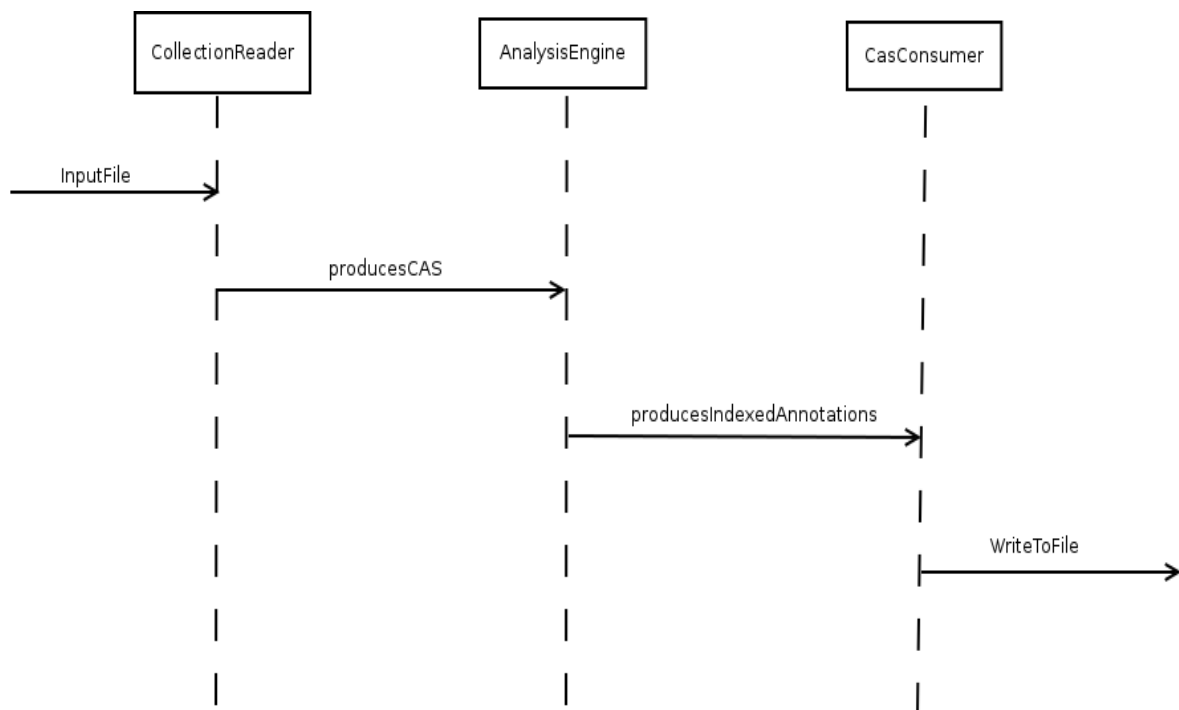 CollectionReader
AnalysisEngine
CasConsumer
InputFile
producesCAS
producesIndexedAnnotations
WriteToFile